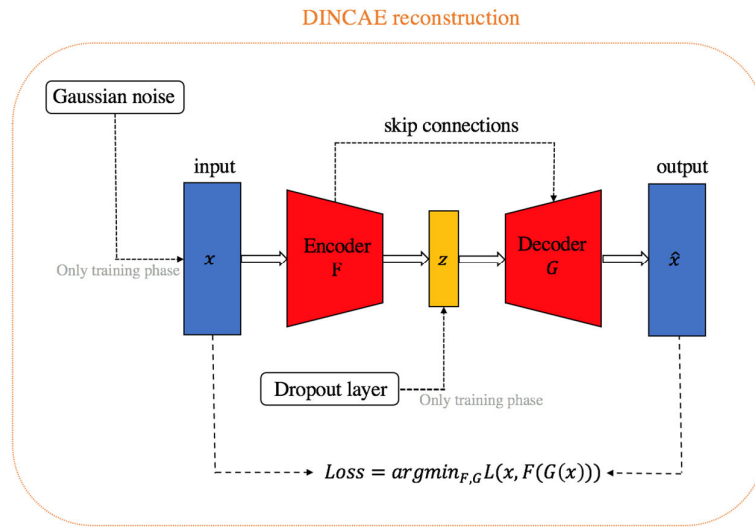 DINCAE reconstruction
Gaussian noise
skip connections
input
output
Encoder
F
Decoder
G
x
z
x̂
Only training phase
Dropout layer
Only training phase
Loss = argmin_{F,G} L(x, F(G(x)))